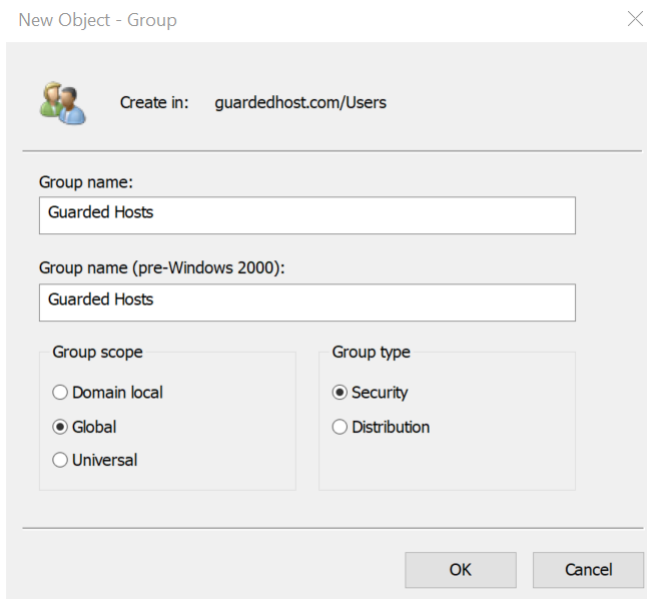 New Object - Group
Create in: guardedhost.com/Users
Group name:
Guarded Hosts
Group name (pre-Windows 2000):
Guarded Hosts
Group scope
Domain local
Global
Universal
Group type
Security
Distribution
OK
Cancel